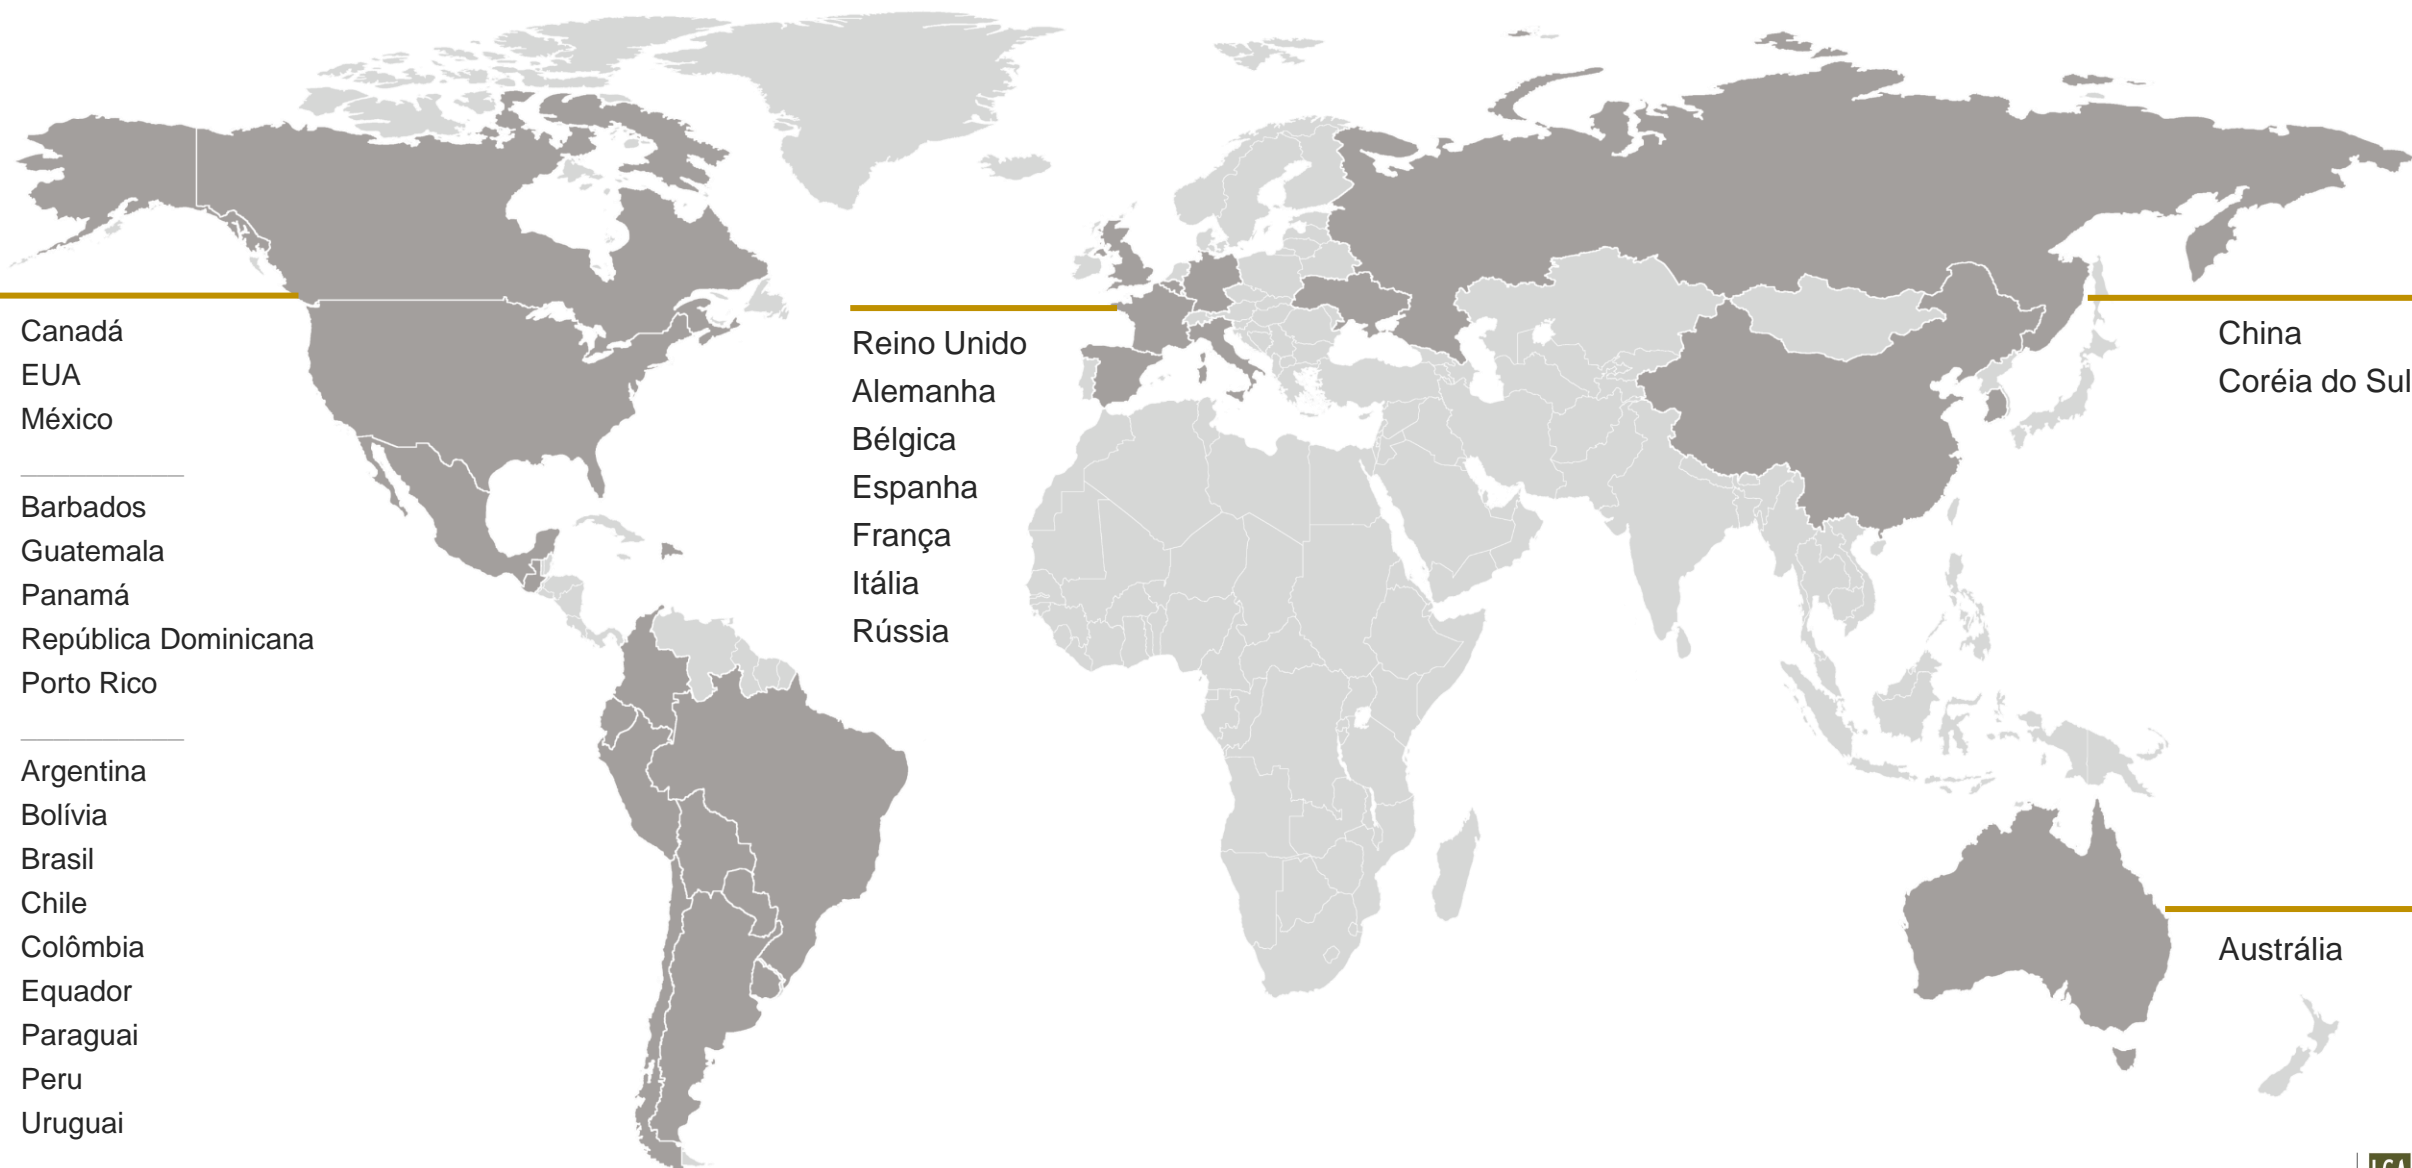 Canadá
EUA
México
Barbados
Guatemala
Panamá
República Dominicana
Porto Rico
Argentina
Bolívia
Brasil
Chile
Colômbia
Equador
Paraguai
Peru
Uruguai
Reino Unido
Alemanha
Bélgica
Espanha
França
Itália
Rússia
China
Coréia do Sul
Austrália